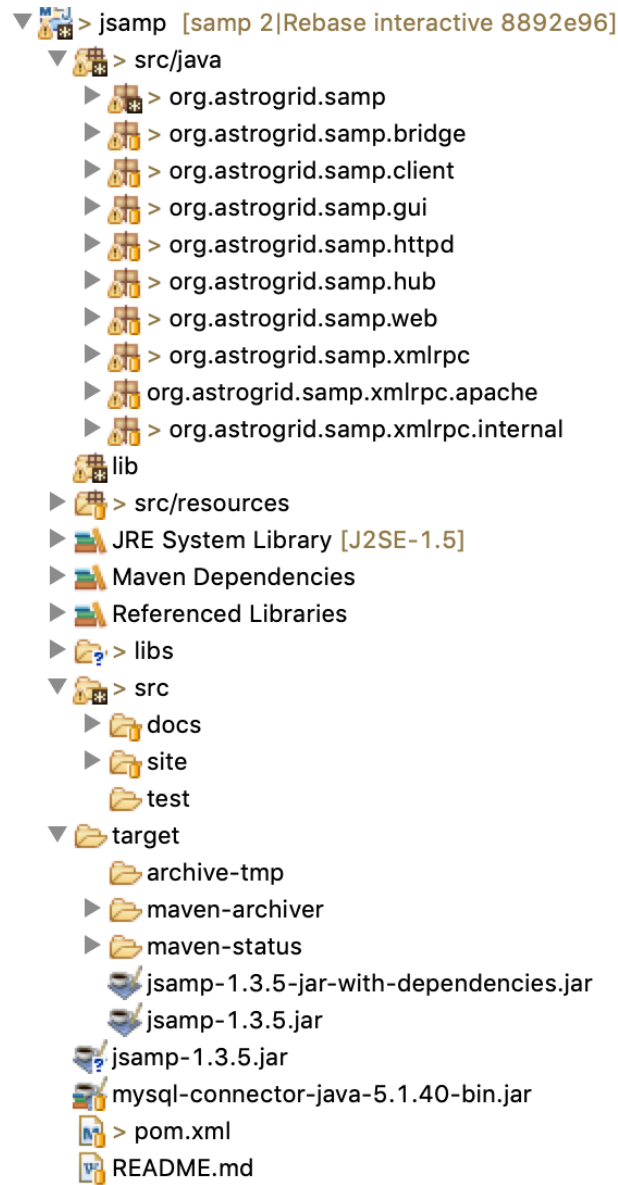 > jsamp [samp 2|Rebase interactive 8892e96]
> src/java
> org.astrogrid.samp
> org.astrogrid.samp.bridge
> org.astrogrid.samp.client
> org.astrogrid.samp.gui
> org.astrogrid.samp.httpd
> org.astrogrid.samp.hub
> org.astrogrid.samp.web
> org.astrogrid.samp.xmlrpc
org.astrogrid.samp.xmlrpc.apache
> org.astrogrid.samp.xmlrpc.internal
lib
> src/resources
JRE System Library [J2SE-1.5]
Maven Dependencies
Referenced Libraries
> libs
> src
docs
site
test
target
archive-tmp
maven-archiver
maven-status
jsamp-1.3.5-jar-with-dependencies.jar
jsamp-1.3.5.jar
jsamp-1.3.5.jar
mysql-connector-java-5.1.40-bin.jar
> pom.xml
README.md